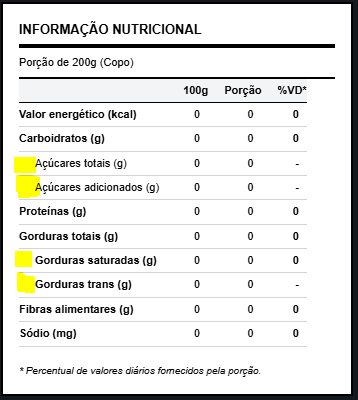 INFORMAÇÃO NUTRICIONAL
Porção de 200g (Copo)
100g Porção %VD*
Valor energético (kcal) 0 0 0
Carboidratos (g) 0 0 0
Açúcares totais (g) 0 0 -
Açúcares adicionados (g) 0 0 -
Proteínas (g) 0 0 0
Gorduras totais (g) 0 0 0
Gorduras saturadas (g) 0 0 0
Gorduras trans (g) 0 0 -
Fibras alimentares (g) 0 0 0
Sódio (mg) 0 0 0
* Percentual de valores diários fornecidos pela porção.